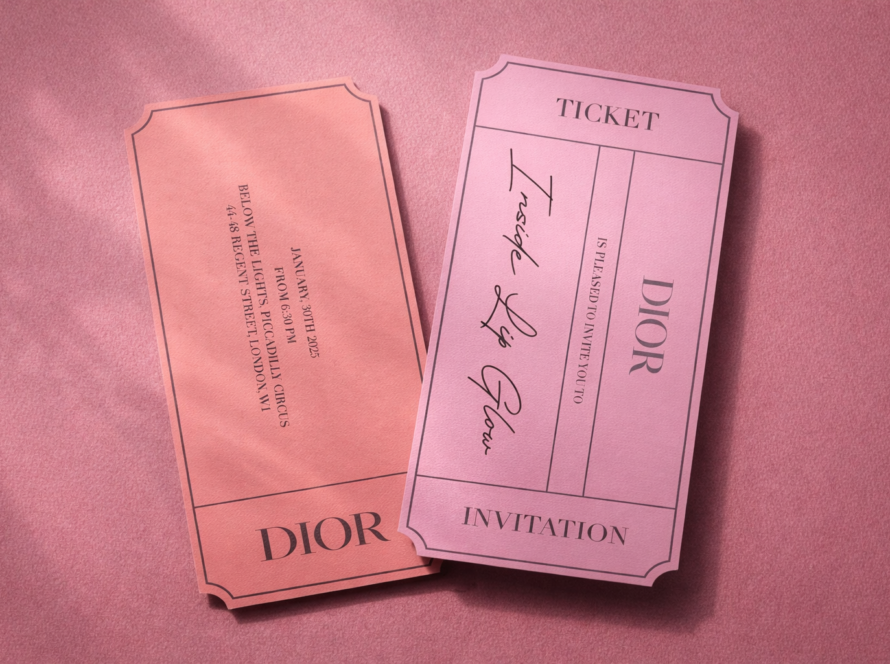 JANUARY, 30TH 2025
FROM 6:30 PM
BELOW THE LIGHTS, PICCADILLY CIRCUS
44-48 REGENT STREET, LONDON, W1
DIOR
TICKET
DIOR
IS PLEASED TO INVITE YOU TO
Inside Lip Glow
INVITATION